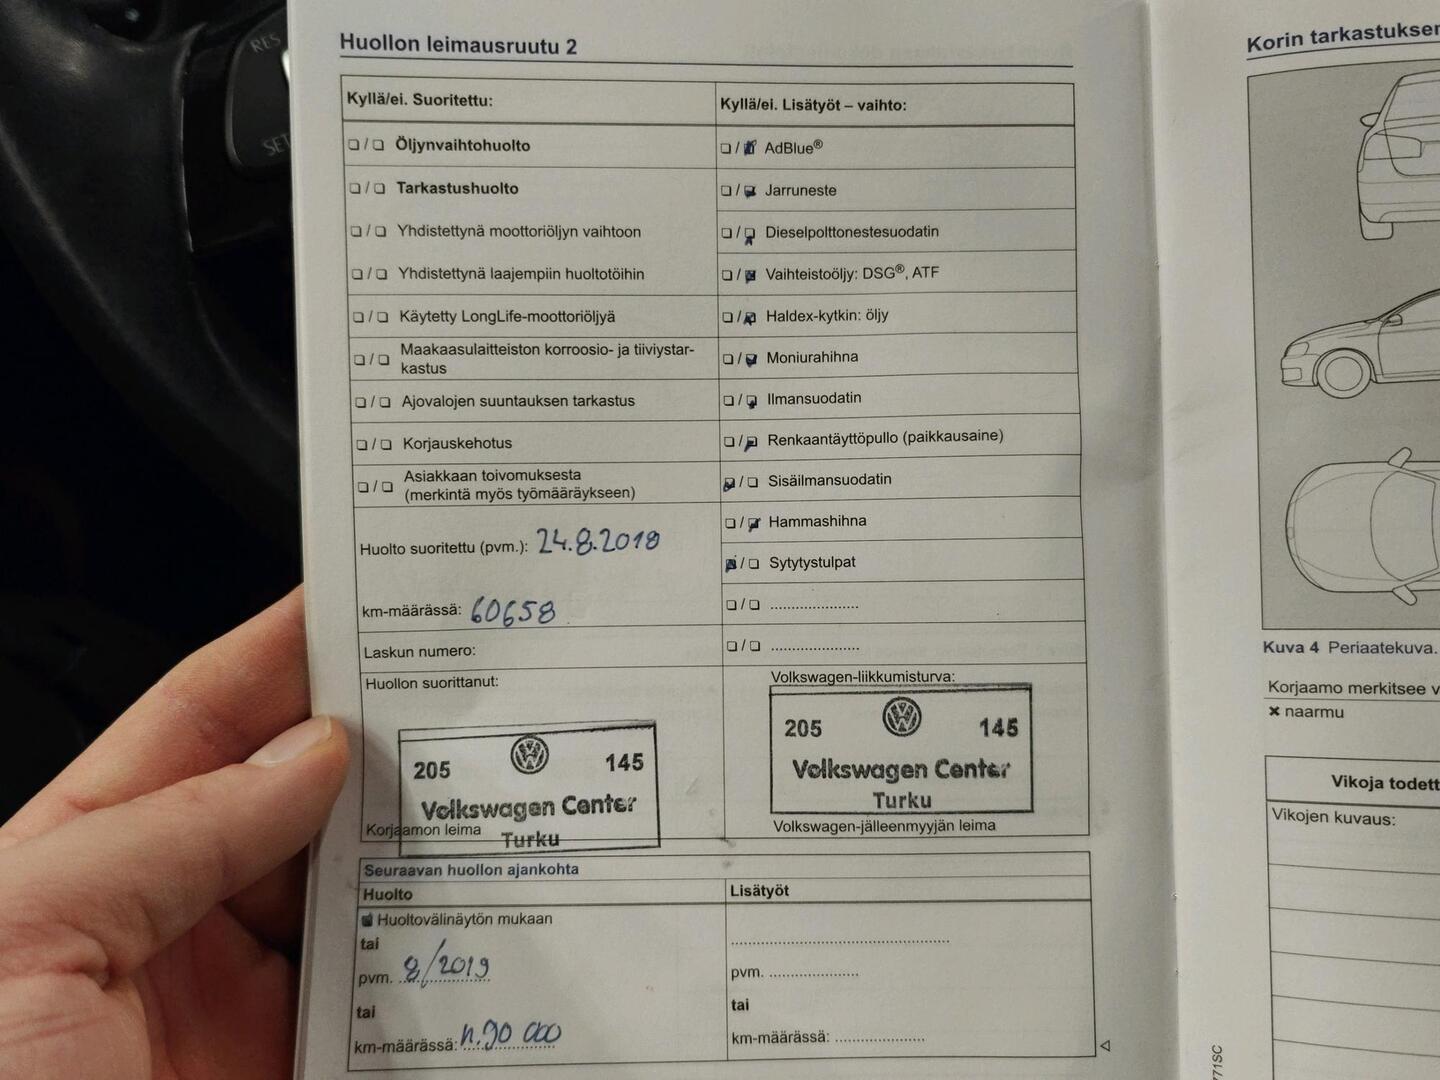 RES
SET
Huollon leimausruutu 2
Kyllä/ei. Suoritettu:
Öljynvaihtohuolto
Tarkastushuolto
Yhdistettynä moottoriöljyn vaihtoon
Yhdistettynä laajempiin huoltotöihin
Käytetty LongLife-moottoriöljyä
Maakaasulaitteiston korroosio- ja tiiviystar-
kastus
Ajovalojen suuntauksen tarkastus
Korjauskehotus
Asiakkaan toivomuksesta
(merkintä myös työmääräykseen)
Huolto suoritettu (pvm.): 24.8.2018
km-määrässä: 60658
Laskun numero:
Huollon suorittanut:
205 145
Volkswagen Center
Turku
Korjaamon leima
Kyllä/ei. Lisätyöt – vaihto:
AdBlue®
Jarruneste
Dieselpolttonestesuodatin
Vaihteistoöljy: DSG®, ATF
Haldex-kytkin: öljy
Moniurahihna
Ilmansuodatin
Renkaantäyttöpullo (paikkausaine)
Sisäilmansuodatin
Hammashihna
Sytytystulpat
Volkswagen-liikkumisturva:
205 145
Volkswagen Center
Turku
Volkswagen-jälleenmyyjän leima
Seuraavan huollon ajankohta
Huolto
Huoltovälinäytön mukaan
tai
pvm. 8/2019
tai
km-määrässä: n.90 000
Lisätyöt
pvm.
tai
km-määrässä:
Korin tarkastuksen
Kuva 4 Periaatekuva.
Korjaamo merkitsee v
× naarmu
Vikoja todett
Vikojen kuvaus:
771SC